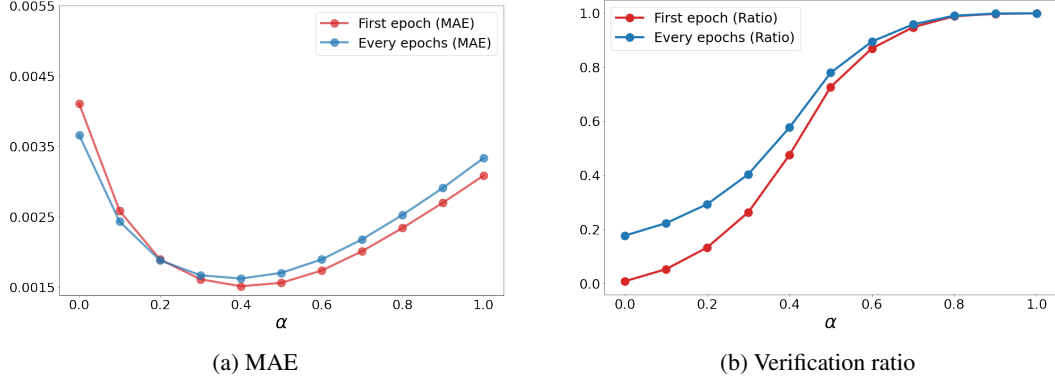 0.0055
0.0045
0.0035
0.0025
0.0015
First epoch (MAE)
Every epochs (MAE)
0.0 0.2 0.4 0.6 0.8 1.0
α
(a) MAE
1.0
0.8
0.6
0.4
0.2
0.0
First epoch (Ratio)
Every epochs (Ratio)
0.0 0.2 0.4 0.6 0.8 1.0
α
(b) Verification ratio